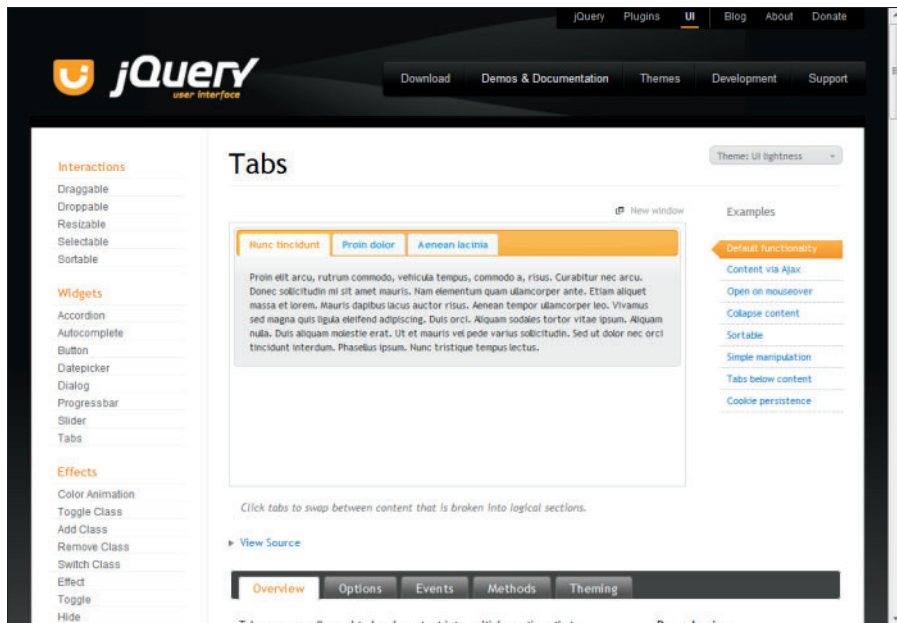 jQuery Plugins UI Blog About Donate
jQuery
user interface
Download Demos & Documentation Themes Development Support
Interactions
Draggable
Droppable
Resizable
Selectable
Sortable
Widgets
Accordion
Autocomplete
Button
Datepicker
Dialog
Progressbar
Slider
Tabs
Effects
Color Animation
Toggle Class
Add Class
Remove Class
Switch Class
Effect
Toggle
Hide
Tabs
Theme: UI lightness
New window
Nunc tincidunt Proin dolor Aenean lacinia
Proin elit arcu, rutrum commodo, vehicula tempus, commodo a, risus. Curabitur nec arcu.
Donec sollicitudin mi sit amet mauris. Nam elementum quam ullamcorper ante. Etiam aliquet
massa et lorem. Mauris dapibus lacus auctor risus. Aenean tempor ullamcorper leo. Vivamus
sed magna quis ligula eleifend adipiscing. Duis orci. Aliquam sodales tortor vitae ipsum. Aliquam
nulla. Duis aliquam molestie erat. Ut et mauris vel pede varius sollicitudin. Sed ut dolor nec orci
tincidunt interdum. Phasellus ipsum. Nunc tristique tempus lectus.
Click tabs to swap between content that is broken into logical sections.
View Source
Overview Options Events Methods Theming
Examples
Default functionality
Content via Ajax
Open on mouseover
Collapse content
Sortable
Simple manipulation
Tabs below content
Cookie persistence